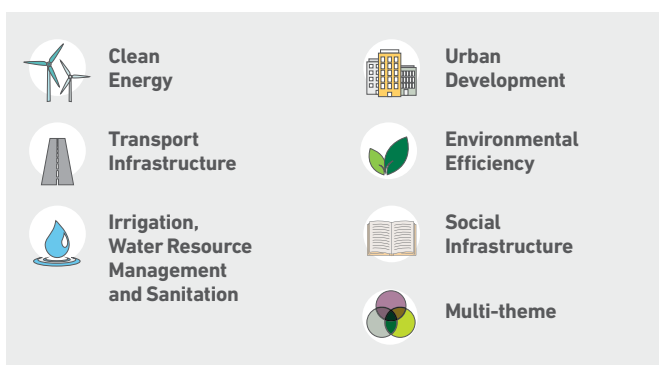 Clean
Energy
Transport
Infrastructure
Irrigation,
Water Resource
Management
and Sanitation
Urban
Development
Environmental
Efficiency
Social
Infrastructure
Multi-theme